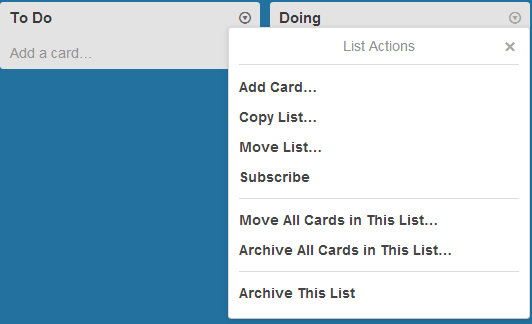 To Do
Add a card…
Doing
List Actions
Add Card…
Copy List…
Move List…
Subscribe
Move All Cards in This List…
Archive All Cards in This List…
Archive This List